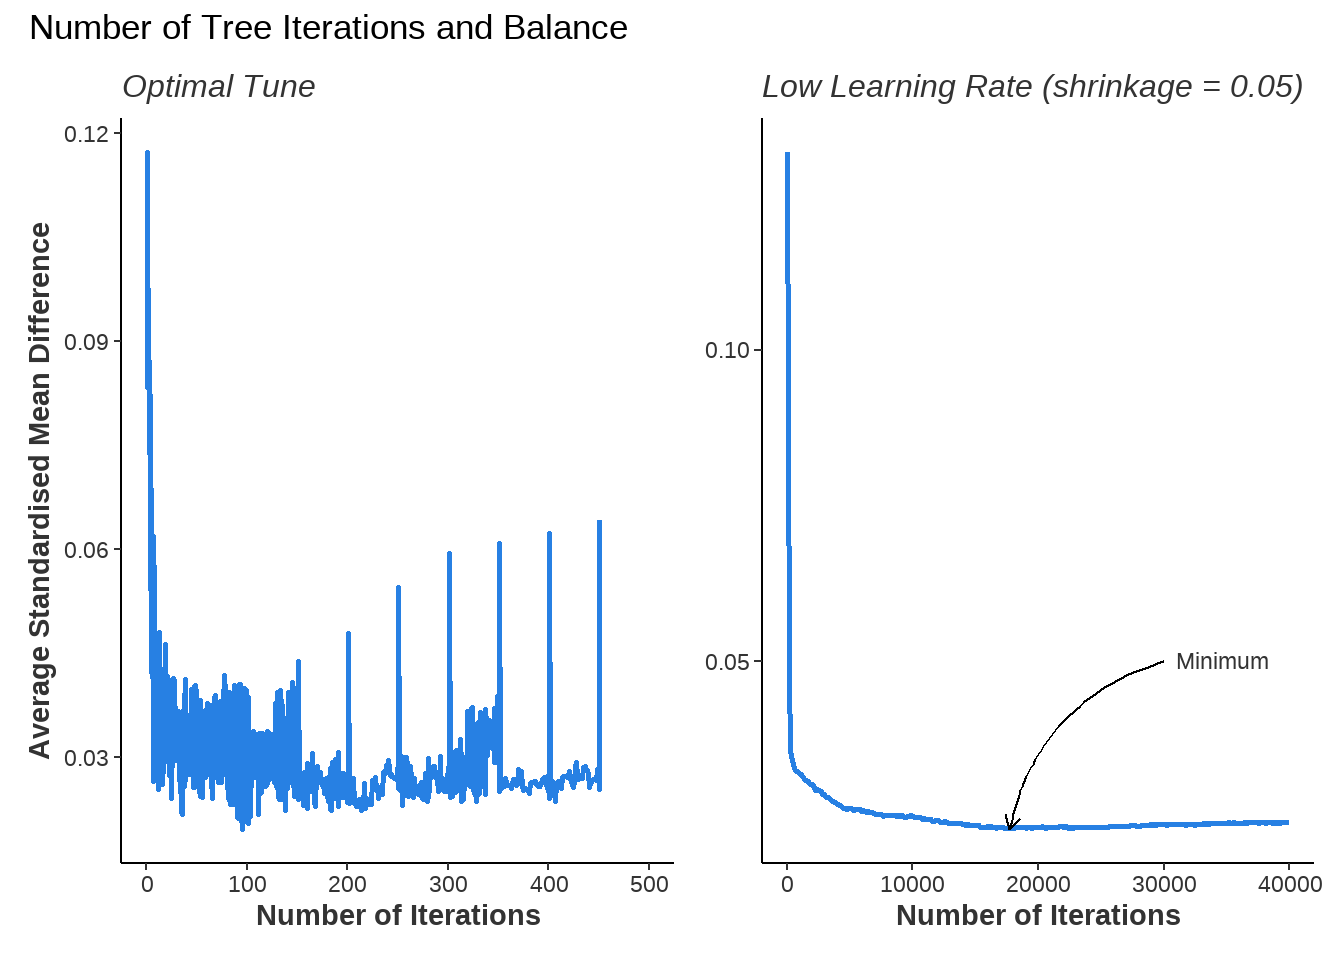 Number of Tree Iterations and Balance
Optimal Tune
Low Learning Rate (shrinkage = 0.05)
Average Standardised Mean Difference
0.12
0.09
0.06
0.03
0
100
200
300
400
500
Number of Iterations
0.10
0.05
Minimum
0
10000
20000
30000
40000
Number of Iterations